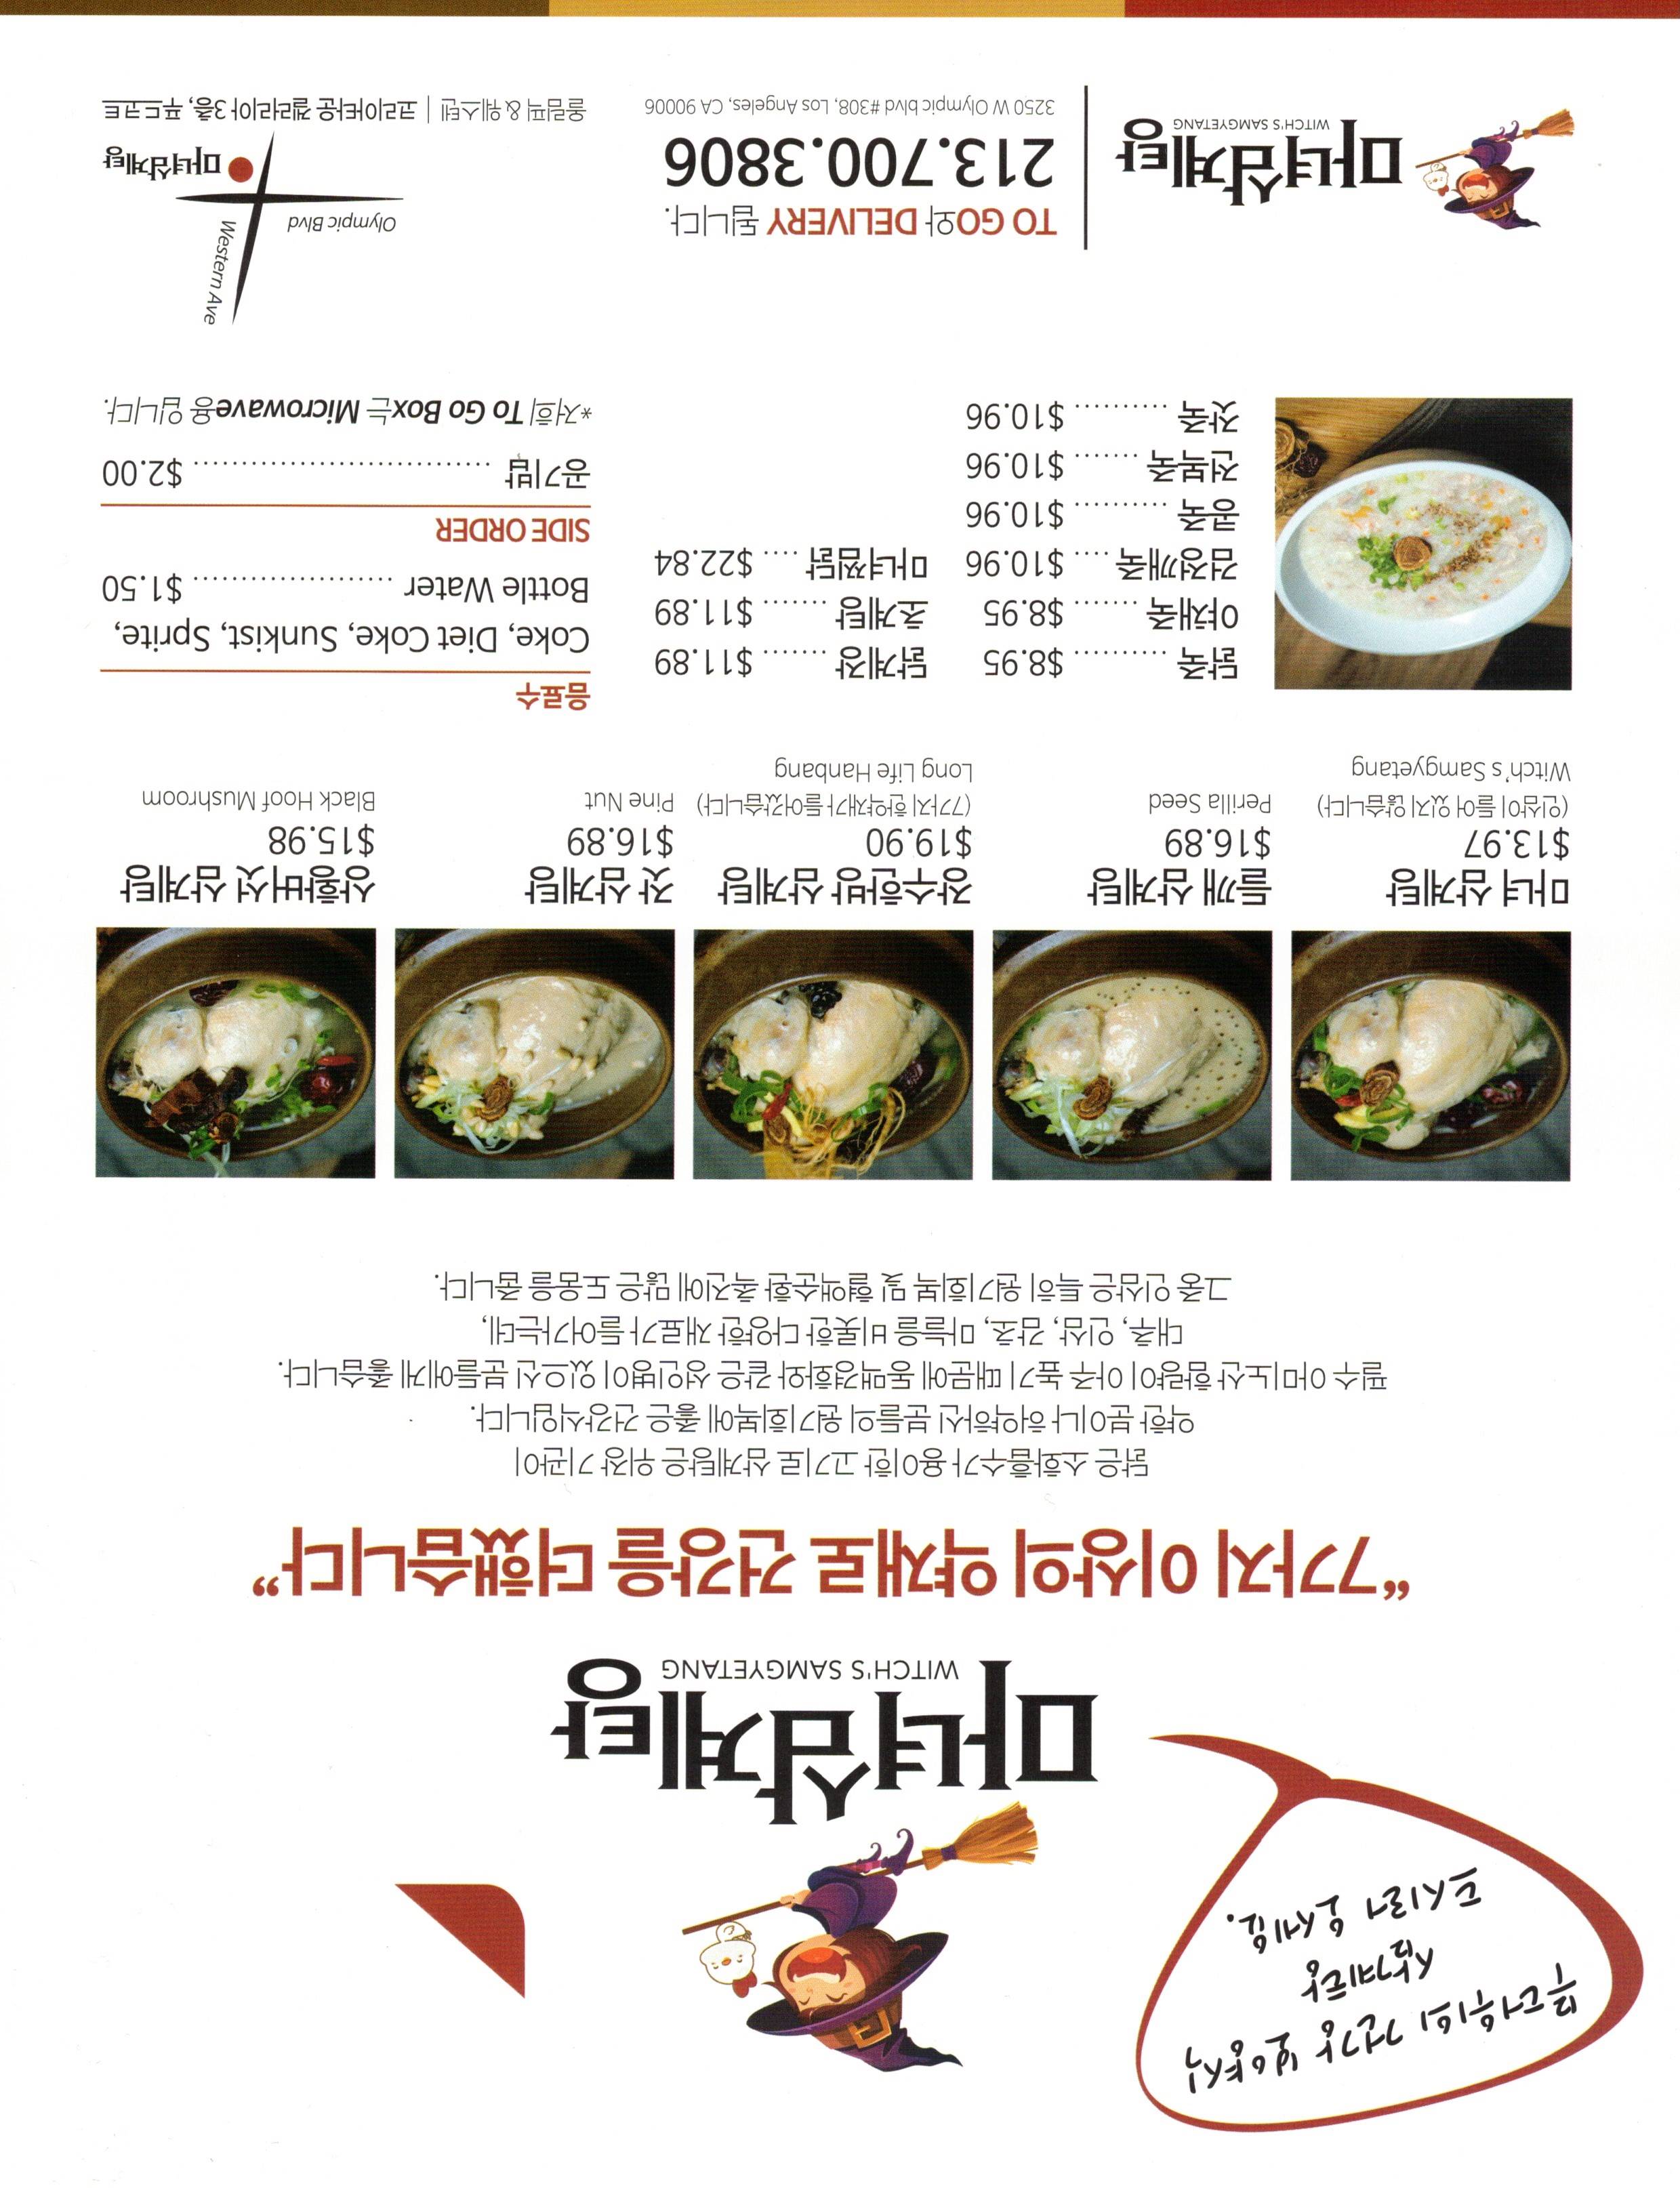 무더위의 건강 보양식
삼계탕
드시러 오세요.
마녀삼계탕
WITCH'S SAMGYETANG
“7가지 이상의 약재로 건강을 더했습니다”
닭은 소화흡수가 용이한 고기로 삼계탕은 위장 기관이
약한 분이나 허약하신 분들의 원기회복에 좋은 건강식입니다.
필수 아미노산 함량이 아주 높기 때문에 동맥경화와 같은 성인병이 있으신 분들에게 좋습니다.
대추, 인삼, 감초, 마늘을 비롯한 다양한 재료가 들어가는데,
그중 인삼은 특히 원기회복 및 혈액순환 촉진에 많은 도움을 줍니다.
마녀 삼계탕
$13.97
(인삼이 들어 있지 않습니다)
Witch's Samgyetang
들깨 삼계탕
$16.89
Perilla Seed
장수한방 삼계탕
$19.90
(7가지 한약재가 들어갔습니다)
Long Life Hanbang
잣 삼계탕
$16.89
Pine Nut
상황버섯 삼계탕
$15.98
Black Hoof Mushroom
닭죽 .......... $8.95
야채죽 ....... $8.95
검정깨죽 .... $10.96
콩죽 .......... $10.96
전복죽 ....... $10.96
잣죽 .......... $10.96
닭계장 ....... $11.89
초계탕 ....... $11.89
마녀찜닭 .... $22.84
음료수
Coke, Diet Coke, Sunkist, Sprite,
Bottle Water ..................... $1.50
SIDE ORDER
공기밥 ............................... $2.00
*저희 To Go Box는 Microwave용 입니다.
마녀삼계탕
WITCH'S SAMGYETANG
TO GO와 DELIVERY 됩니다.
213.700.3806
3250 W Olympic blvd #308, Los Angeles, CA 90006
Olympic Blvd
Western Ave
마녀삼계탕
올림픽 & 웨스텐 | 코리아타운 겔러리아 3층, 푸드코트